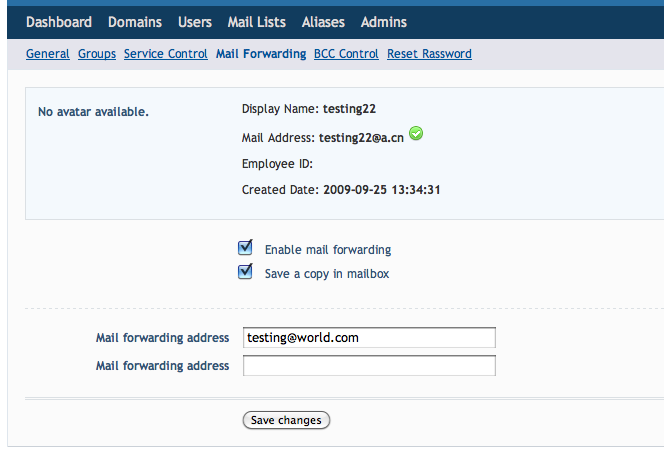 Dashboard Domains Users Mail Lists Aliases Admins
General Groups Service Control Mail Forwarding BCC Control Reset Rassword
No avatar available.
Display Name: testing22
Mail Address: testing22@a.cn
Employee ID:
Created Date: 2009-09-25 13:34:31
Enable mail forwarding
Save a copy in mailbox
Mail forwarding address testing@world.com
Mail forwarding address
Save changes